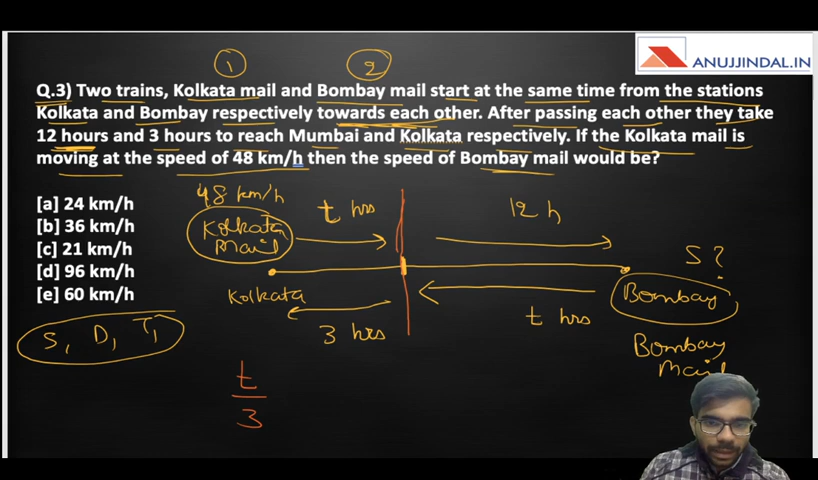 ① ②
ANUJJINDAL.IN
Q.3) Two trains, Kolkata mail and Bombay mail start at the same time from the stations
Kolkata and Bombay respectively towards each other. After passing each other they take
12 hours and 3 hours to reach Mumbai and Kolkata respectively. If the Kolkata mail is
moving at the speed of 48 km/h then the speed of Bombay mail would be?
[a] 24 km/h
[b] 36 km/h
[c] 21 km/h
[d] 96 km/h
[e] 60 km/h
48 km/h
t hrs
12 h
Kolkata
Mail
S?
Kolkata
Bombay
3 hrs
t hrs
Bombay
Mail
S, D, T,
t
3